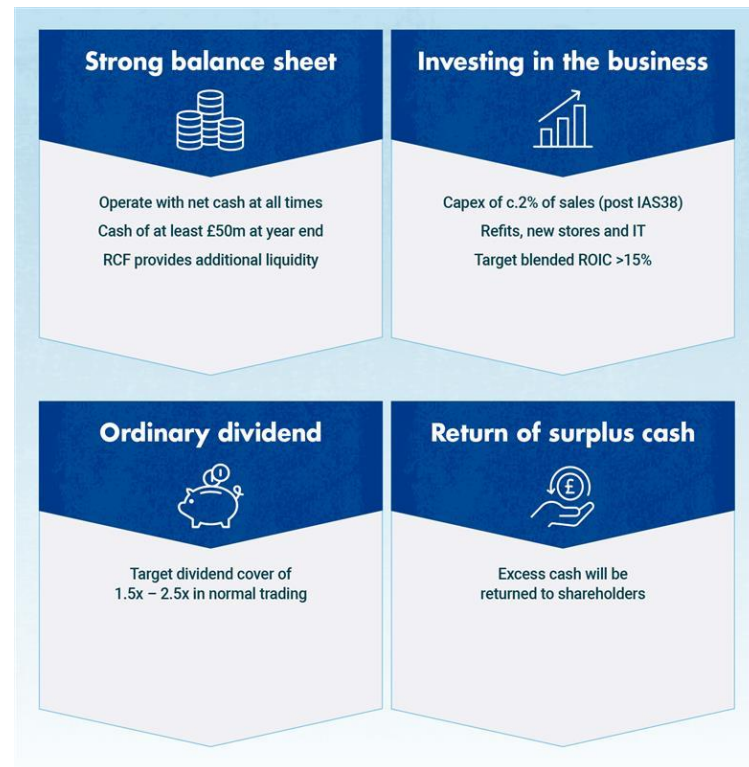 Strong balance sheet
Operate with net cash at all times
Cash of at least £50m at year end
RCF provides additional liquidity
Investing in the business
Capex of c.2% of sales (post IAS38)
Refits, new stores and IT
Target blended ROIC >15%
Ordinary dividend
Target dividend cover of
1.5x – 2.5x in normal trading
Return of surplus cash
£
Excess cash will be
returned to shareholders